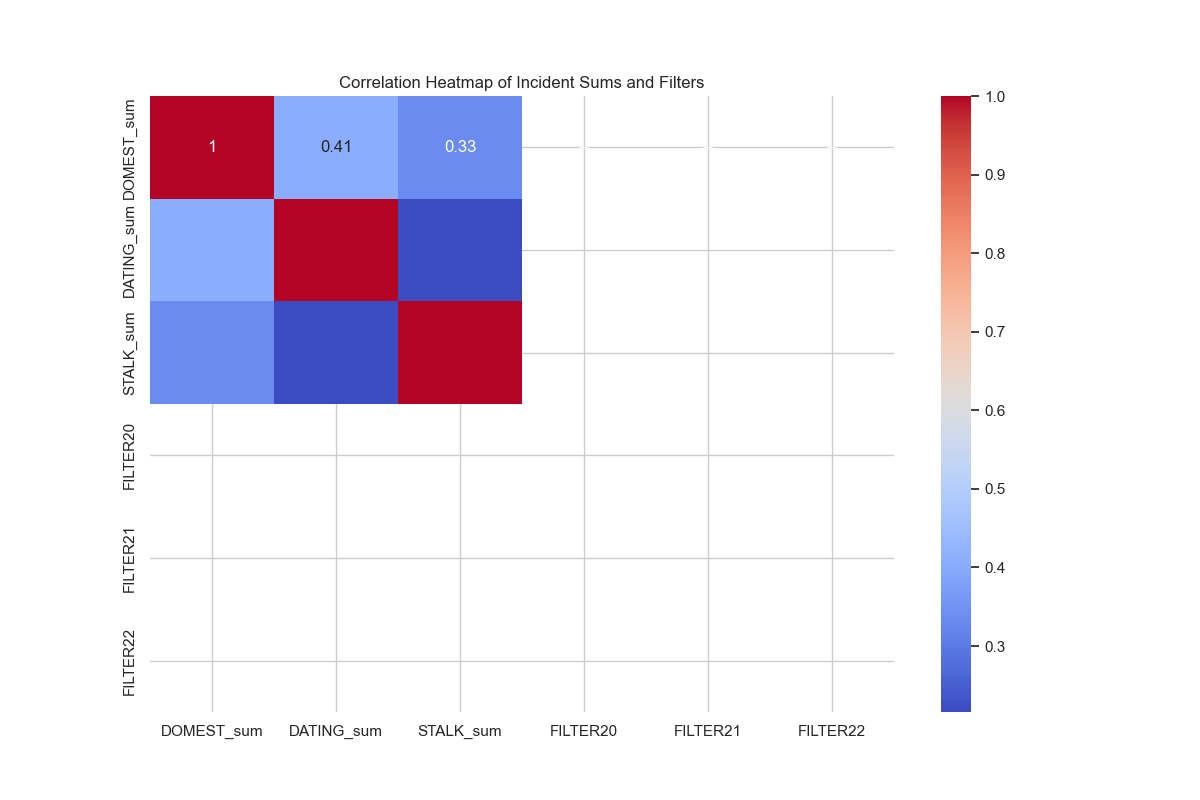 Correlation Heatmap of Incident Sums and Filters
DOMEST_sum
DATING_sum
STALK_sum
FILTER20
FILTER21
FILTER22
1 0.41 0.33
DOMEST_sum DATING_sum STALK_sum FILTER20 FILTER21 FILTER22
1.0
0.9
0.8
0.7
0.6
0.5
0.4
0.3